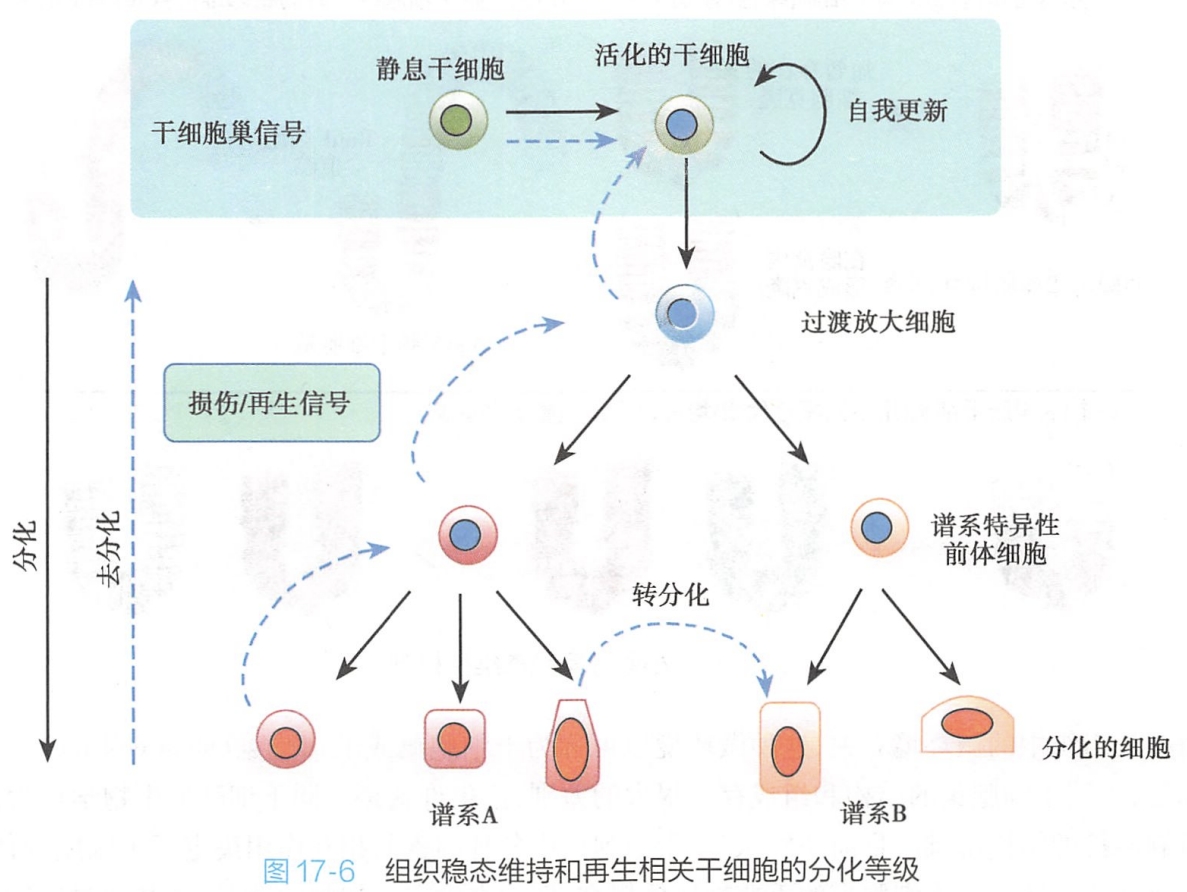 静息干细胞
活化的干细胞
干细胞巢信号
自我更新
过渡放大细胞
损伤/再生信号
分化
去分化
谱系特异性
前体细胞
转分化
分化的细胞
谱系A
谱系B
图17-6 组织稳态维持和再生相关干细胞的分化等级